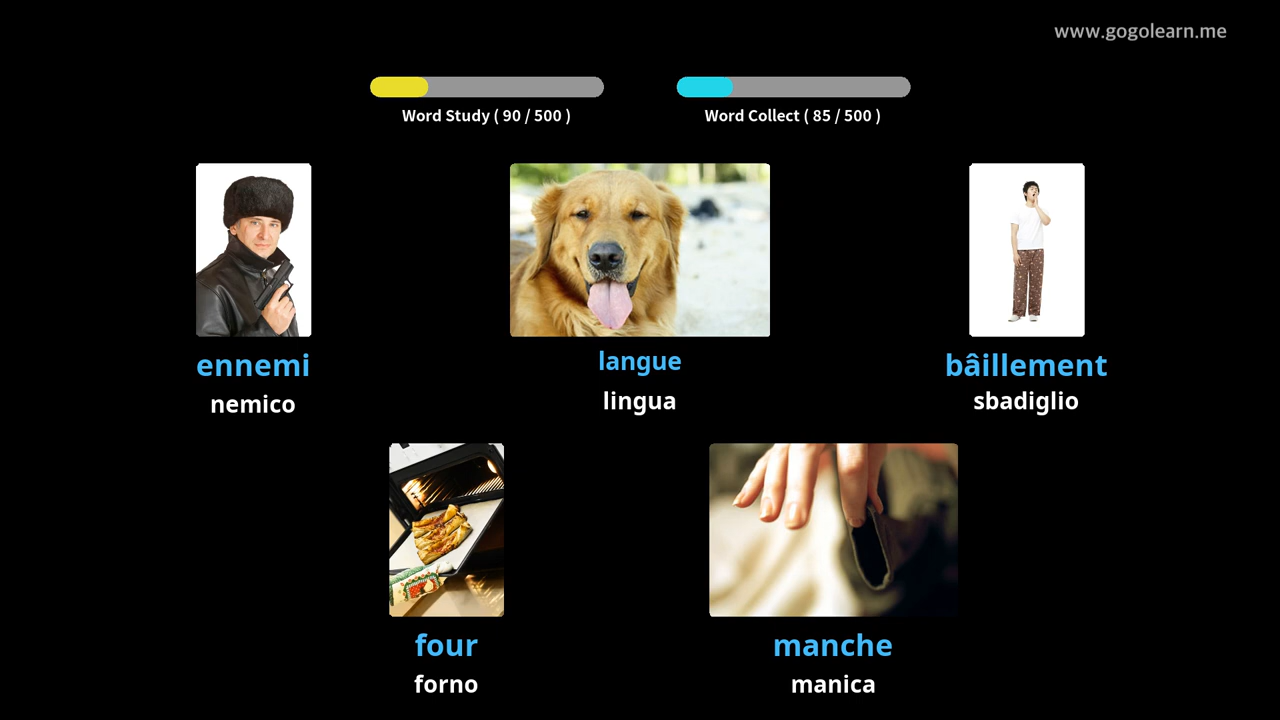 www.gogolearn.me
Word Study ( 90 / 500 )
Word Collect ( 85 / 500 )
ennemi
nemico
langue
lingua
bâillement
sbadiglio
four
forno
manche
manica